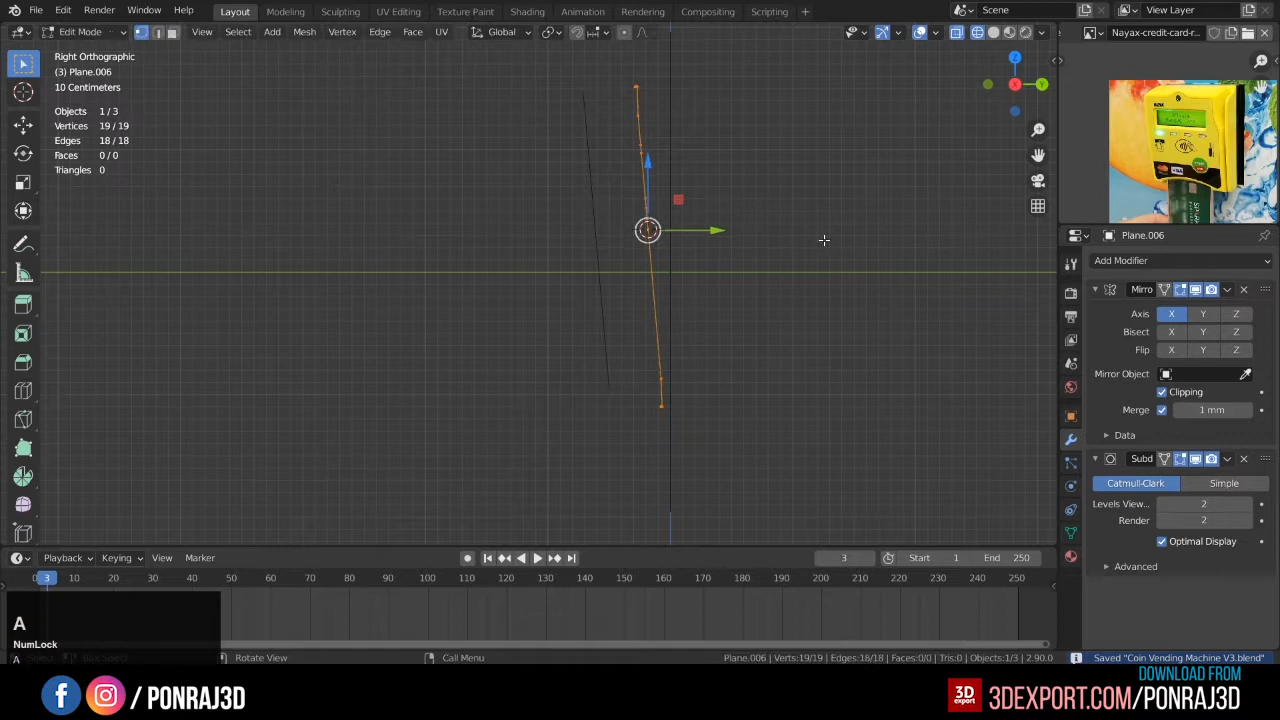 File Edit Render Window Help Layout Modeling Sculpting UV Editing Texture Paint Shading Animation Rendering Compositing Scripting + Scene View Layer
Edit Mode View Select Add Mesh Vertex Edge Face UV Global Nayax-credit-card-r...
Right Orthographic
(3) Plane.006
10 Centimeters
Objects 1 / 3
Vertices 19 / 19
Edges 18 / 18
Faces 0 / 0
Triangles 0
Z
X
Y
Plane.006
Add Modifier
Mirro
Axis X Y Z
Bisect X Y Z
Flip X Y Z
Mirror Object
Clipping
Merge 1 mm
Data
Subd
Catmull-Clark Simple
Levels View... 2
Render 2
Optimal Display
Advanced
Playback Keying View Marker 3 Start 1 End 250
0 3 10 20 30 40 50 60 70 80 90 100 110 120 130 140 150 160 170 180 190 200 210 220 230 240 250
A
NumLock
A
Rotate View Call Menu Plane.006 | Verts:19/19 | Edges:18/18 | Faces:0/0 | Tris:0 | Objects:1/3 | 2.90.0 Saved "Coin Vending Machine V3.blend"
/ PONRAJ3D
DOWNLOAD FROM
3D export 3DEXPORT.COM/PONRAJ3D